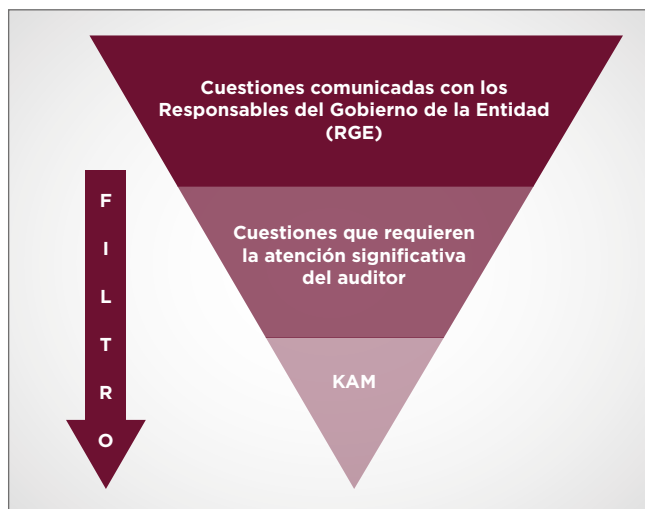 Cuestiones comunicadas con los
Responsables del Gobierno de la Entidad
(RGE)
Cuestiones que requieren
la atención significativa
del auditor
KAM
F
I
L
T
R
O